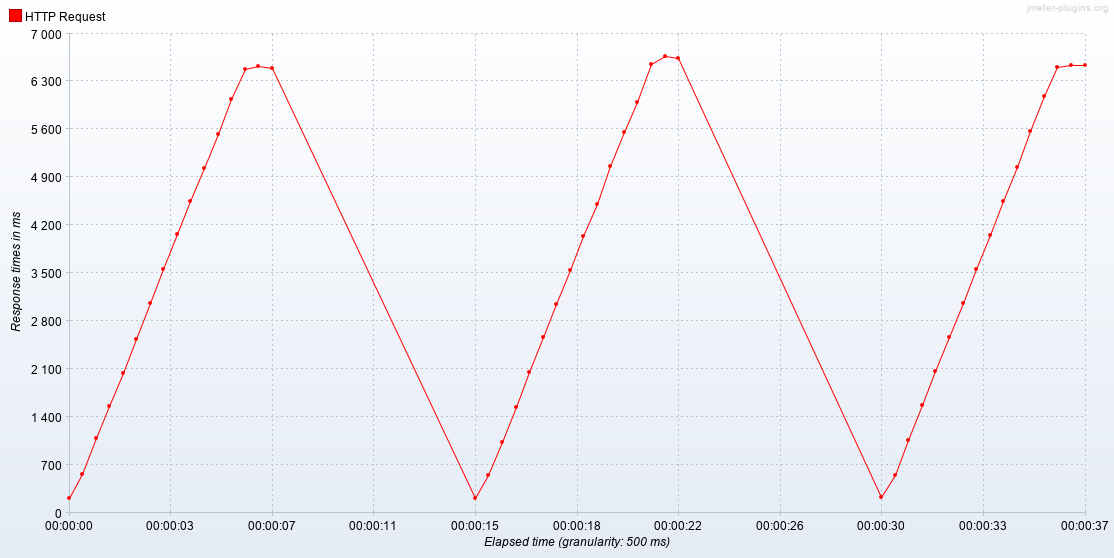 jmeter-plugins.org
HTTP Request
7 000
6 300
5 600
4 900
4 200
3 500
2 800
2 100
1 400
700
0
Response times in ms
00:00:00 00:00:03 00:00:07 00:00:11 00:00:15 00:00:18 00:00:22 00:00:26 00:00:30 00:00:33 00:00:37
Elapsed time (granularity: 500 ms)